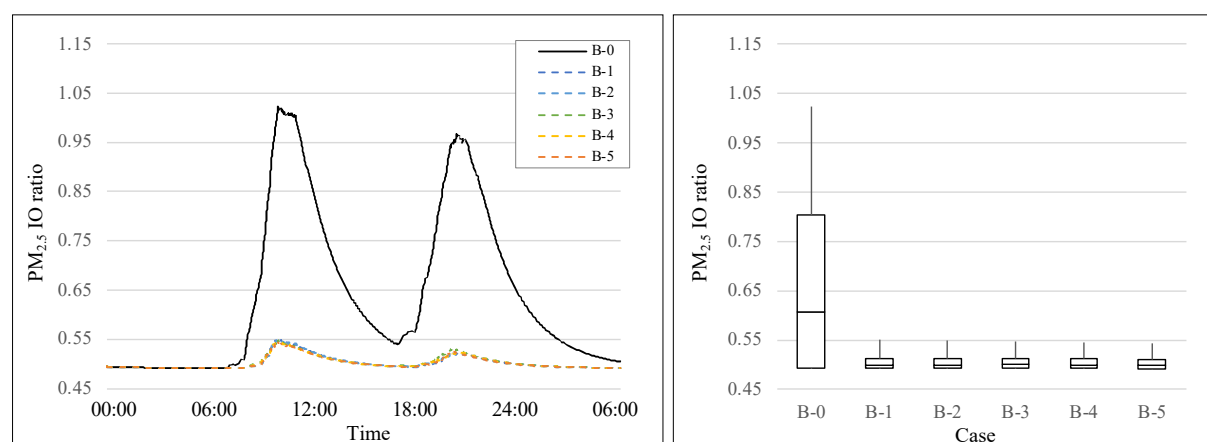 1.15
1.05
0.95
0.85
0.75
0.65
0.55
0.45
PM2.5 IO ratio
00:00 06:00 12:00 18:00 24:00 06:00
Time
B-0
B-1
B-2
B-3
B-4
B-5
1.15
1.05
0.95
0.85
0.75
0.65
0.55
0.45
PM2.5 IO ratio
B-0 B-1 B-2 B-3 B-4 B-5
Case